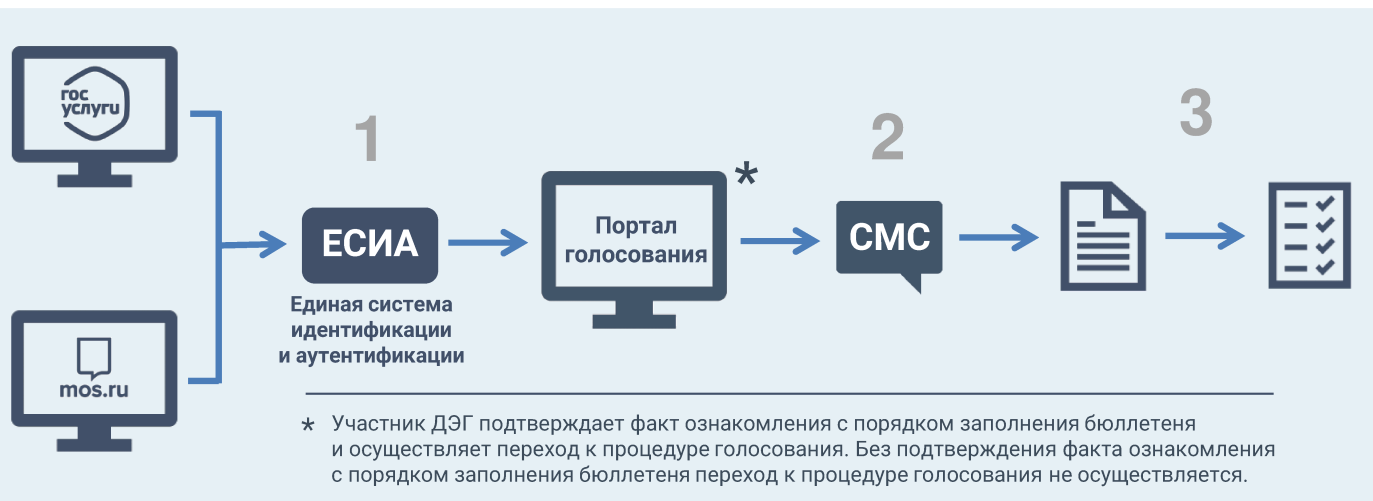 гос
услуги
1
2
3
*
Портал
голосования
ЕСИА
СМС
Единая система
идентификации
и аутентификации
mos.ru
* Участник ДЭГ подтверждает факт ознакомления с порядком заполнения бюллетеня
и осуществляет переход к процедуре голосования. Без подтверждения факта ознакомления
с порядком заполнения бюллетеня переход к процедуре голосования не осуществляется.